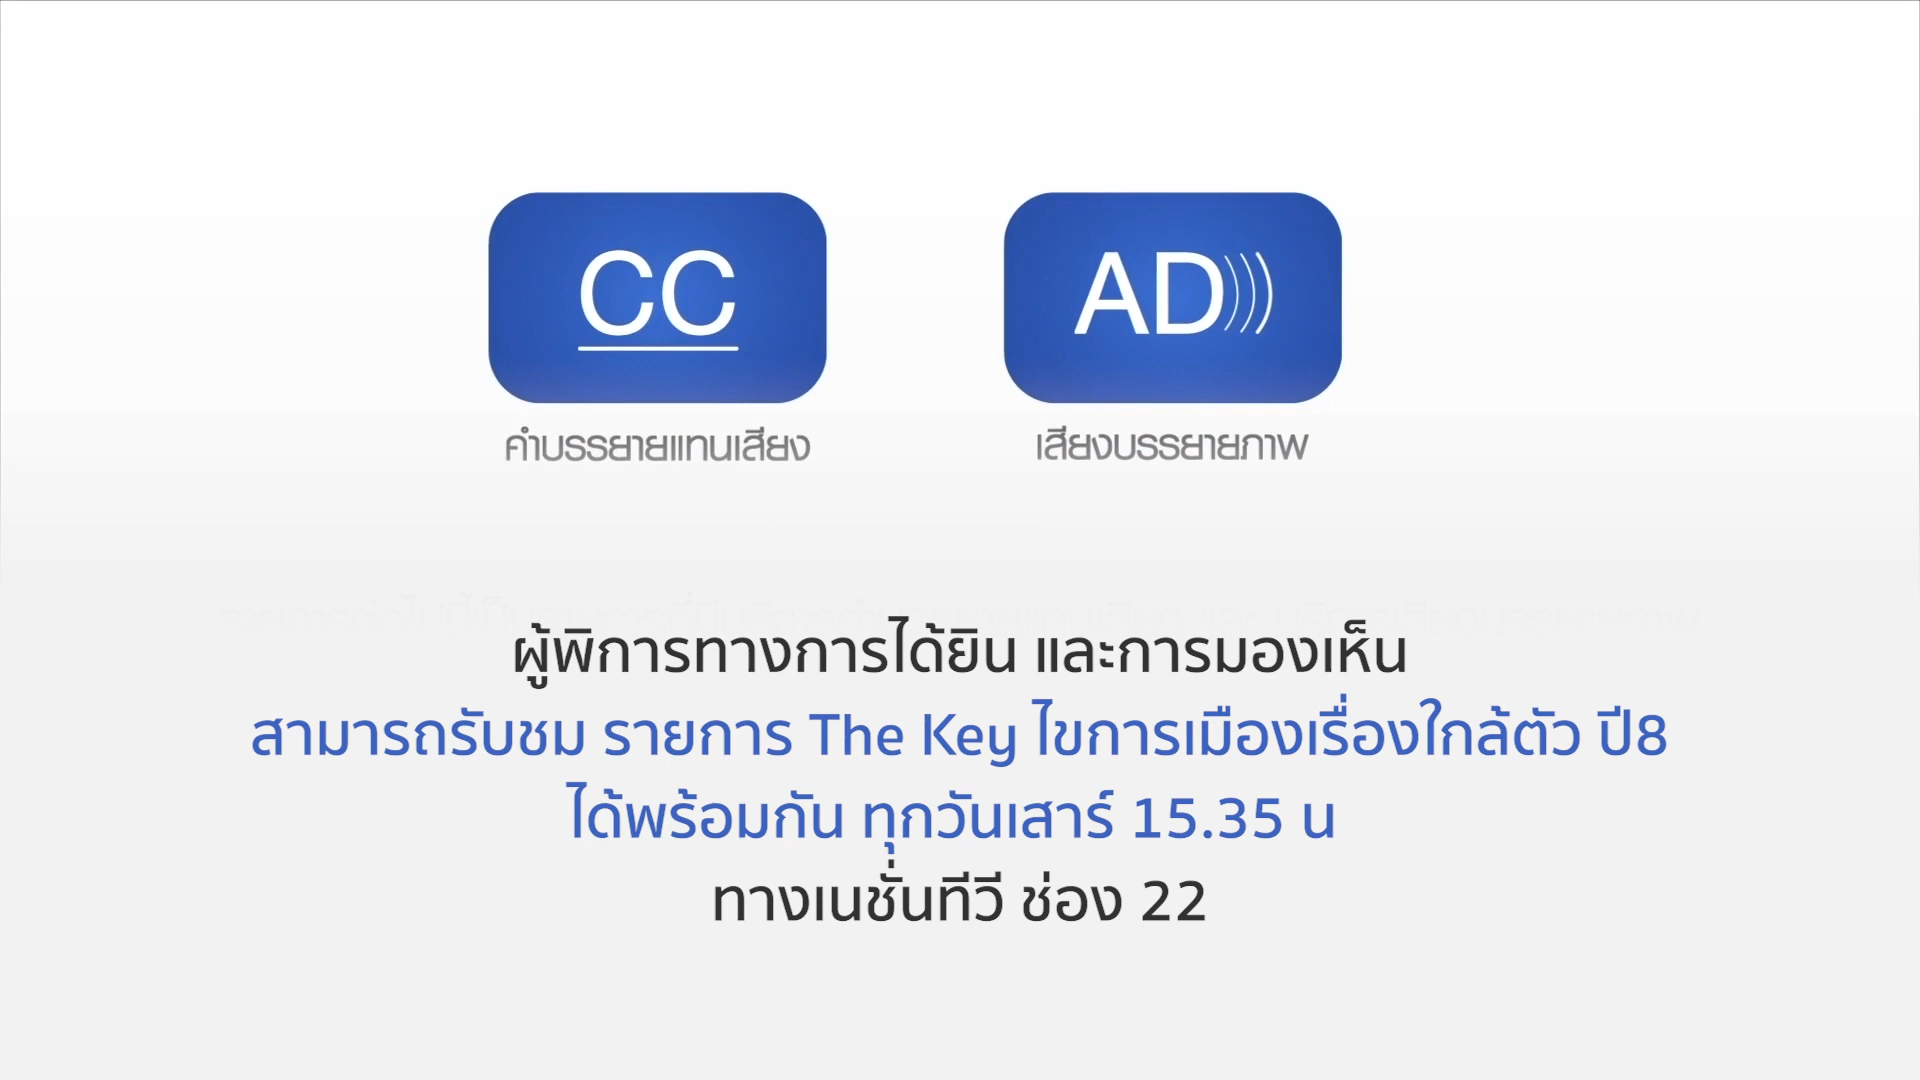 CC
AD
คำบรรยายแทนเสียง
เสียงบรรยายภาพ
ผู้พิการทางการได้ยิน และการมองเห็น
สามารถรับชม รายการ The Key ไขการเมืองเรื่องใกล้ตัว ปี8
ได้พร้อมกัน ทุกวันเสาร์ 15.35 น
ทางเนชั่นทีวี ช่อง 22